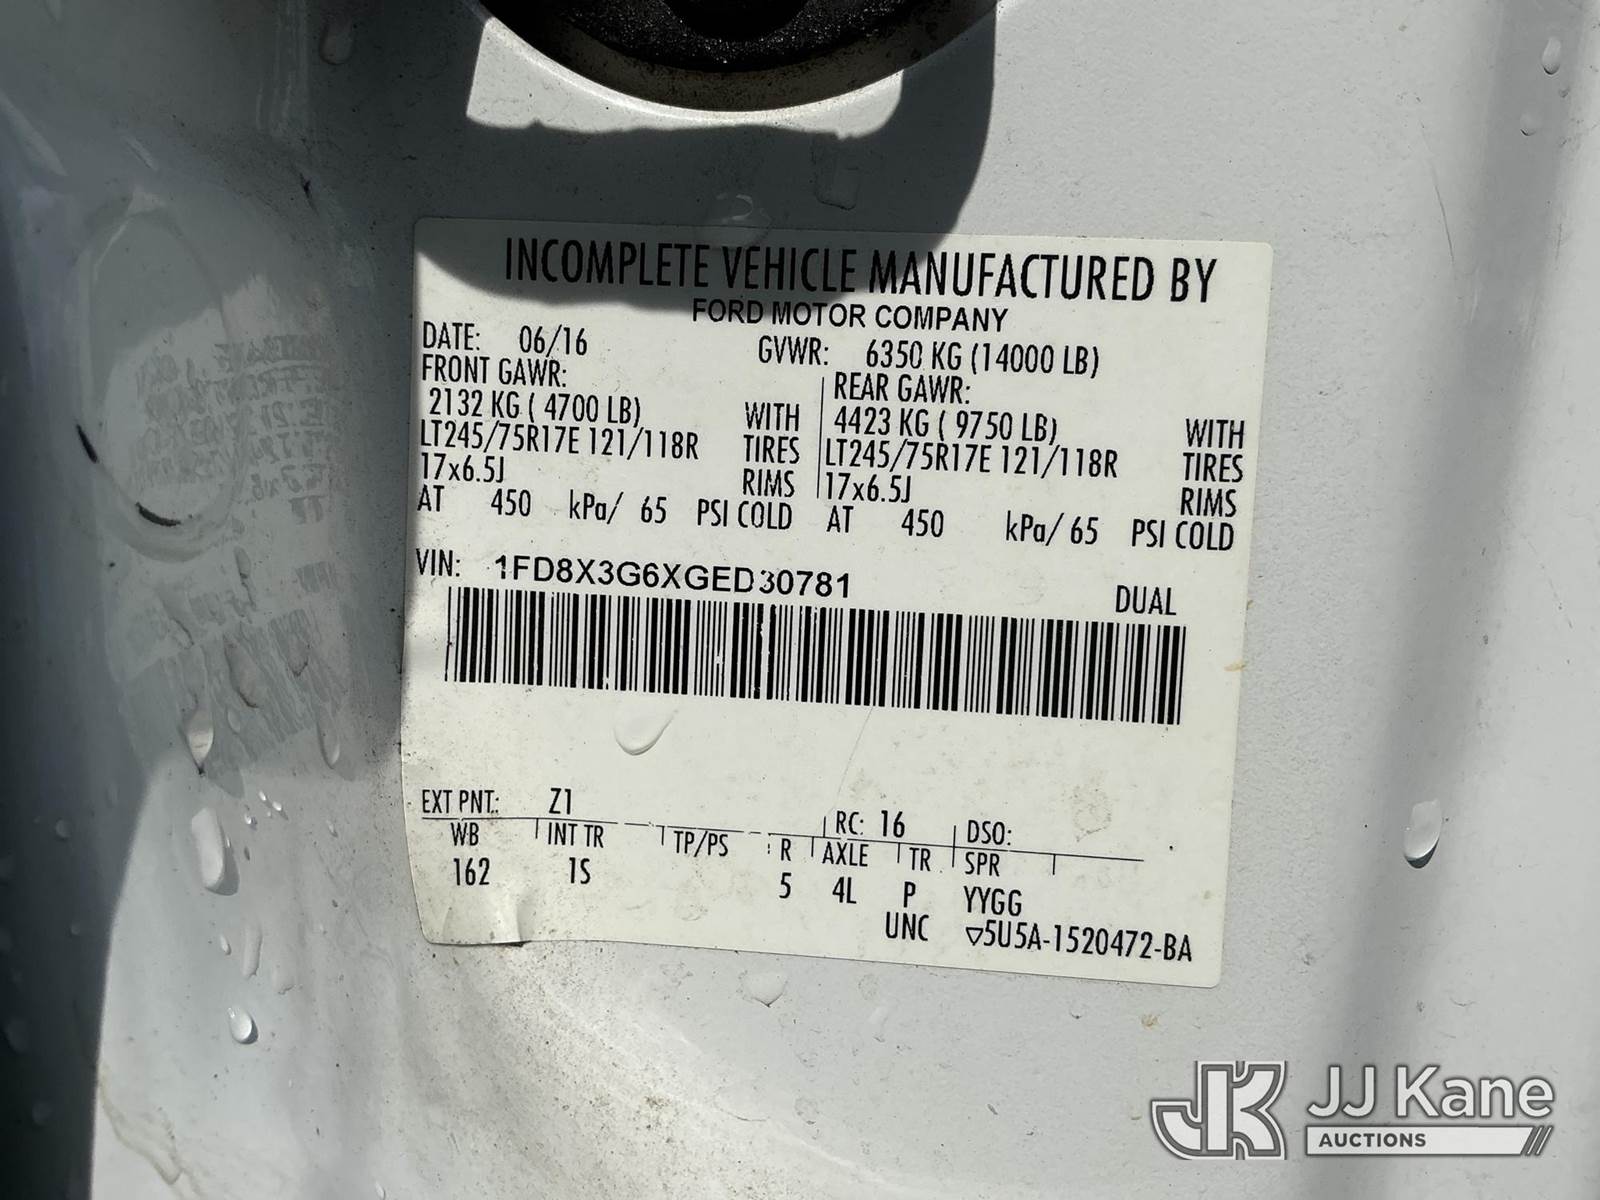 INCOMPLETE VEHICLE MANUFACTURED BY
FORD MOTOR COMPANY
DATE: 06/16 GVWR: 6350 KG (14000 LB)
FRONT GAWR: REAR GAWR:
2132 KG ( 4700 LB) WITH 4423 KG ( 9750 LB) WITH
LT245/75R17E 121/118R TIRES LT245/75R17E 121/118R TIRES
17x6.5J RIMS 17x6.5J RIMS
AT 450 kPa/ 65 PSI COLD AT 450 kPa/ 65 PSI COLD
VIN: 1FD8X3G6XGED30781 DUAL
EXT PNT: Z1 RC: 16 DSO:
WB INT TR TP/PS R AXLE TR SPR
162 1S 5 4L P YYGG
UNC ▽5U5A-1520472-BA
JK JJ Kane
AUCTIONS